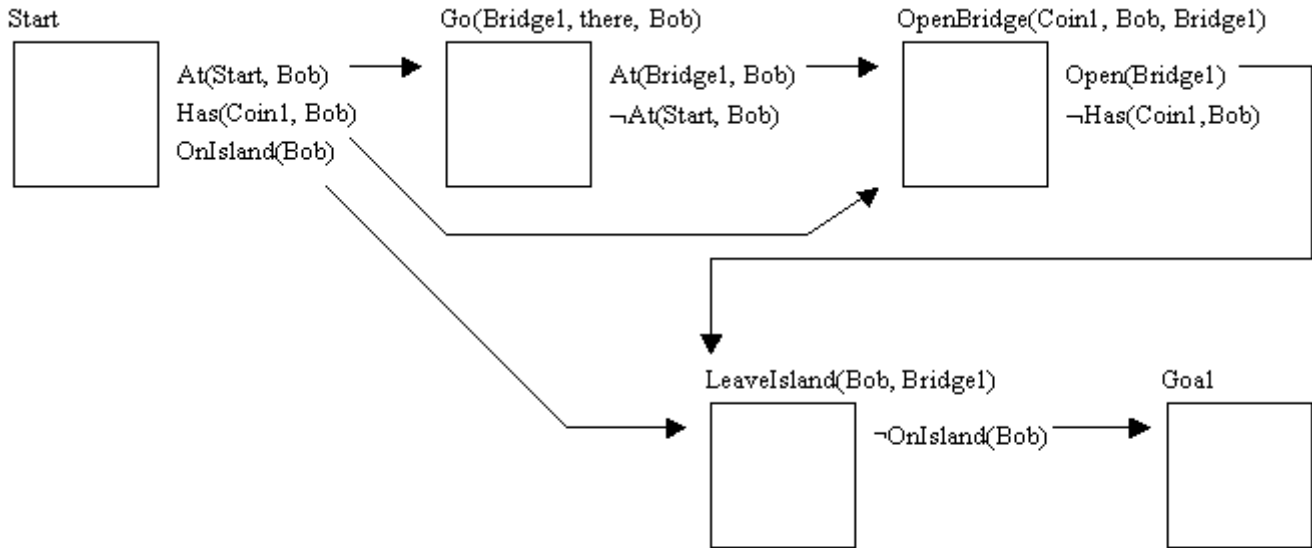 Start
Go(Bridge1, there, Bob)
OpenBridge(Coin1, Bob, Bridge1)
At(Start, Bob)
Has(Coin1, Bob)
OnIsland(Bob)
At(Bridge1, Bob)
¬At(Start, Bob)
Open(Bridge1)
¬Has(Coin1,Bob)
LeaveIsland(Bob, Bridge1)
Goal
¬OnIsland(Bob)